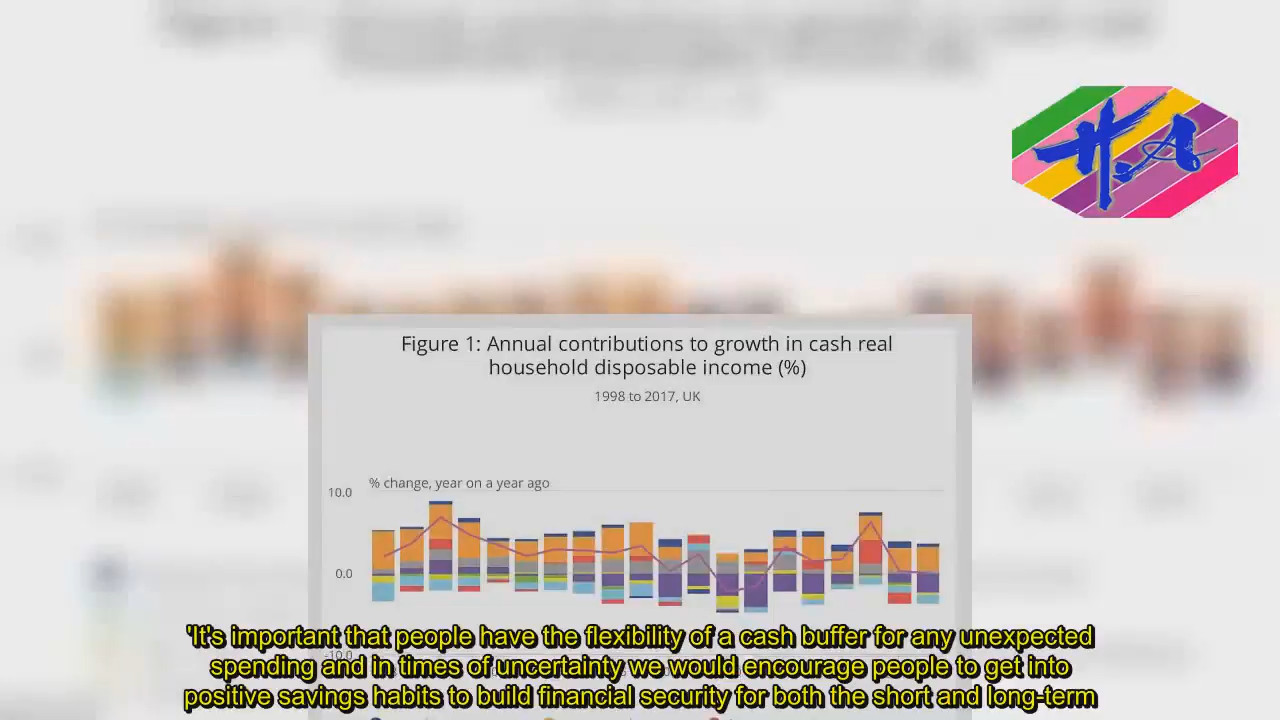 H.A
Figure 1: Annual contributions to growth in cash real
household disposable income (%)
1998 to 2017, UK
% change, year on a year ago
10.0
0.0
-10.0
'It's important that people have the flexibility of a cash buffer for any unexpected
spending and in times of uncertainty we would encourage people to get into
positive savings habits to build financial security for both the short and long-term